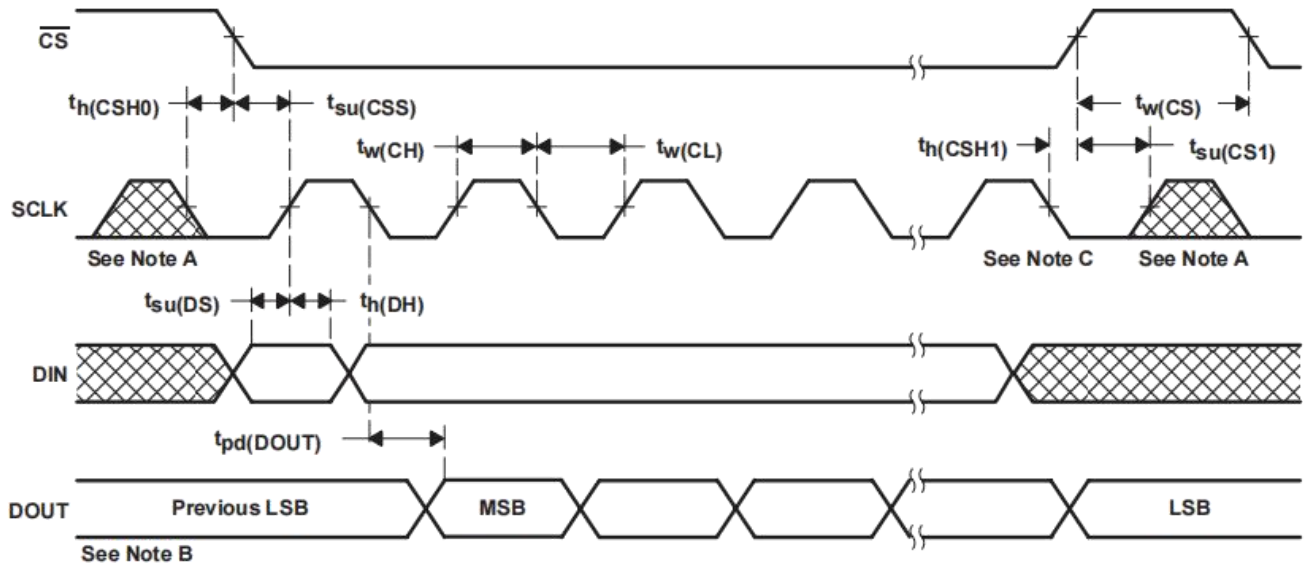 C̅S̅
th(CSH0)
tsu(CSS)
tw(CS)
tw(CH)
tw(CL)
th(CSH1)
tsu(CS1)
SCLK
See Note A
See Note C
See Note A
tsu(DS)
th(DH)
DIN
tpd(DOUT)
DOUT
Previous LSB
MSB
LSB
See Note B